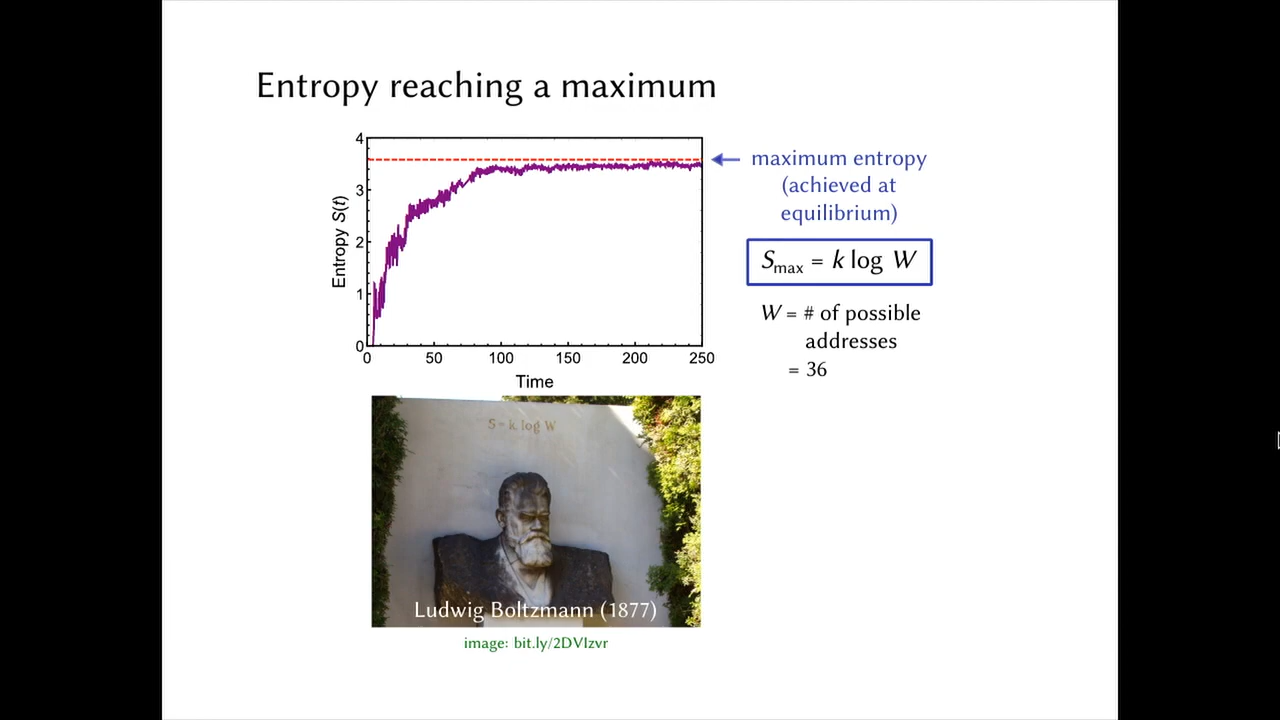 Entropy reaching a maximum
4
3
2
1
0
Entropy S(t)
0 50 100 150 200 250
Time
maximum entropy
(achieved at
equilibrium)
Smax = k log W
W = # of possible
addresses
= 36
S = k. log W
Ludwig Boltzmann (1877)
image: bit.ly/2DVIzvr